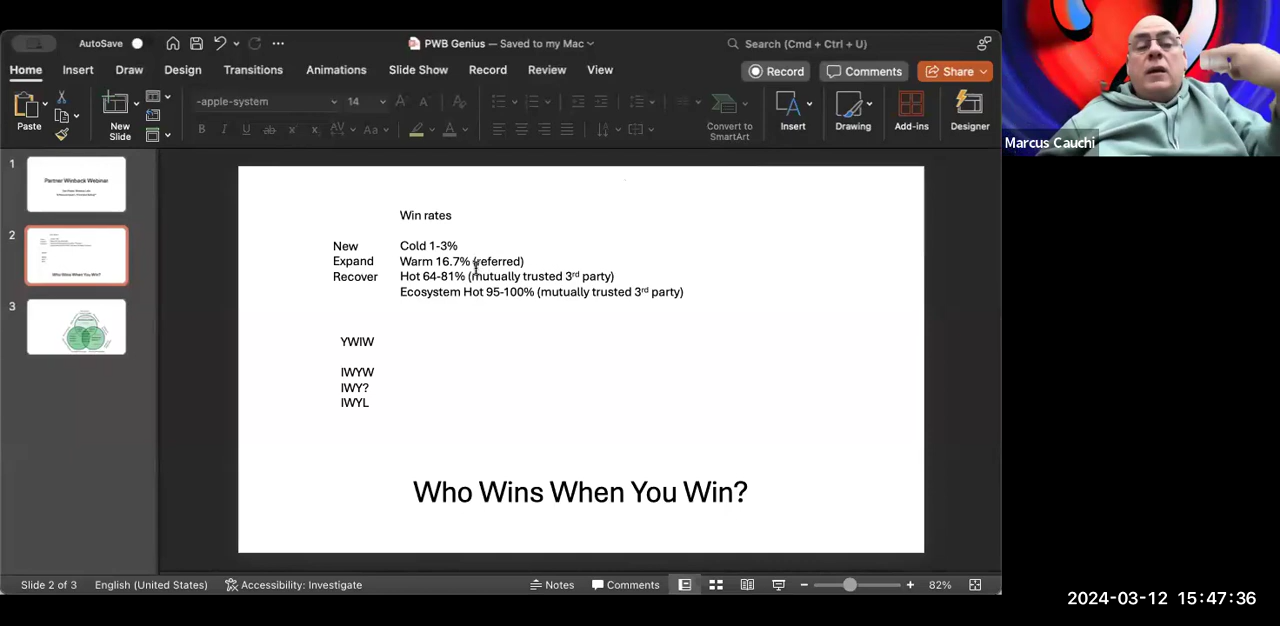 AutoSave
PWB Genius — Saved to my Mac
Search (Cmd + Ctrl + U)
Home Insert Draw Design Transitions Animations Slide Show Record Review View
Record Comments Share
-apple-system 14
Paste
New Slide
Convert to SmartArt
Insert
Drawing
Add-ins
Designer
Marcus Cauchi
1
Partner Winback Webinar
2
Who Wins When You Win?
3
Win rates
New Cold 1-3%
Expand Warm 16.7% (referred)
Recover Hot 64-81% (mutually trusted 3rd party)
Ecosystem Hot 95-100% (mutually trusted 3rd party)
YWIW
IWYW
IWY?
IWYL
Who Wins When You Win?
Slide 2 of 3 English (United States) Accessibility: Investigate Notes Comments 82%
2024-03-12 15:47:36